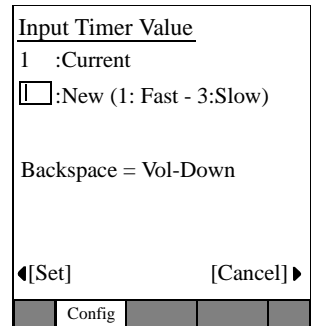 Input Timer Value
1 :Current
:New (1: Fast - 3:Slow)
Backspace = Vol-Down
[Set] [Cancel]
Config